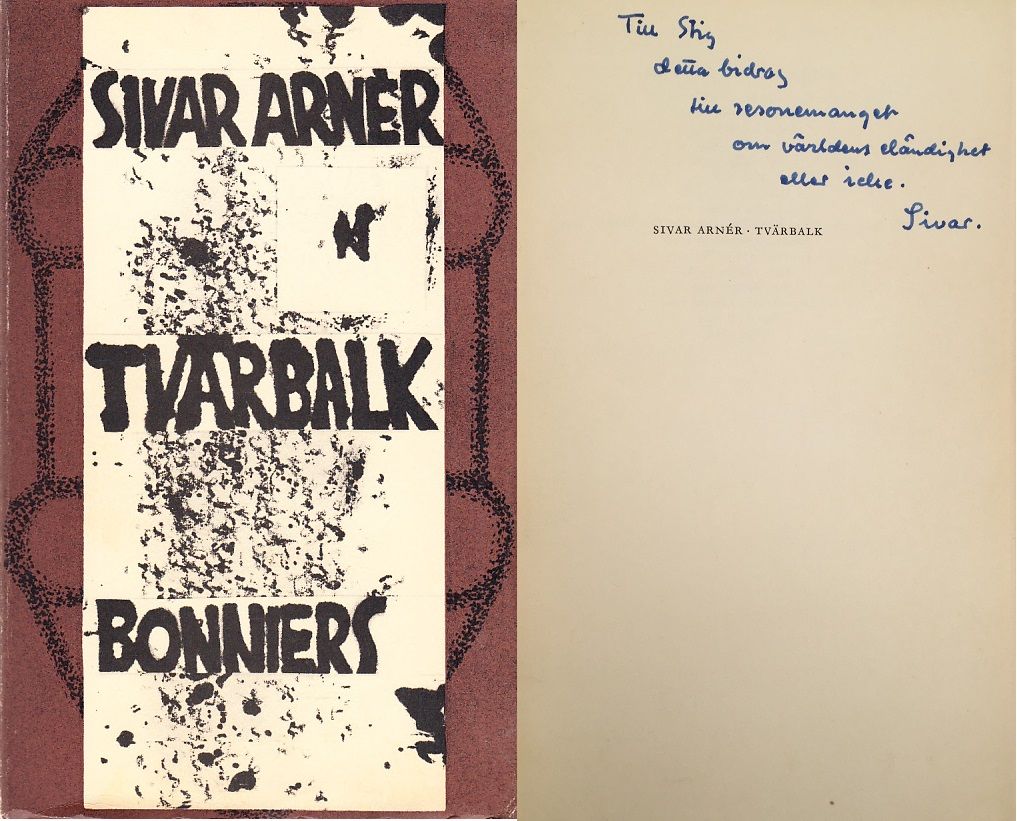 SIVAR ARNÉR
TVÄRBALK
BONNIERS
Till Stig
detta bidrag
till resonemanget
om världens eländighet
eller icke.
Sivar.
SIVAR ARNÉR · TVÄRBALK